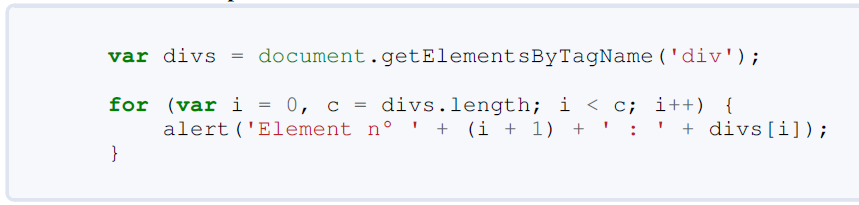 var divs = document.getElementsByTagName('div');
for (var i = 0, c = divs.length; i < c; i++) {
alert('Element n° ' + (i + 1) + ' : ' + divs[i]);
}